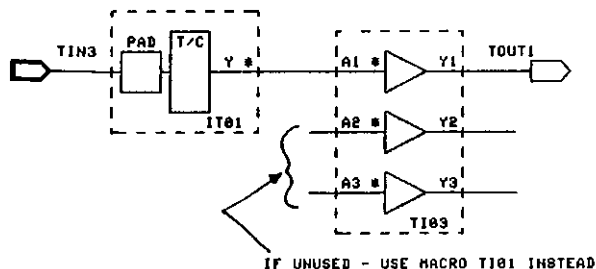 TIN3
PAD
T/C
Y *
IT01
A1 *
Y1
TOUT1
A2 *
Y2
A3 *
Y3
TI03
IF UNUSED - USE MACRO TI01 INSTEAD